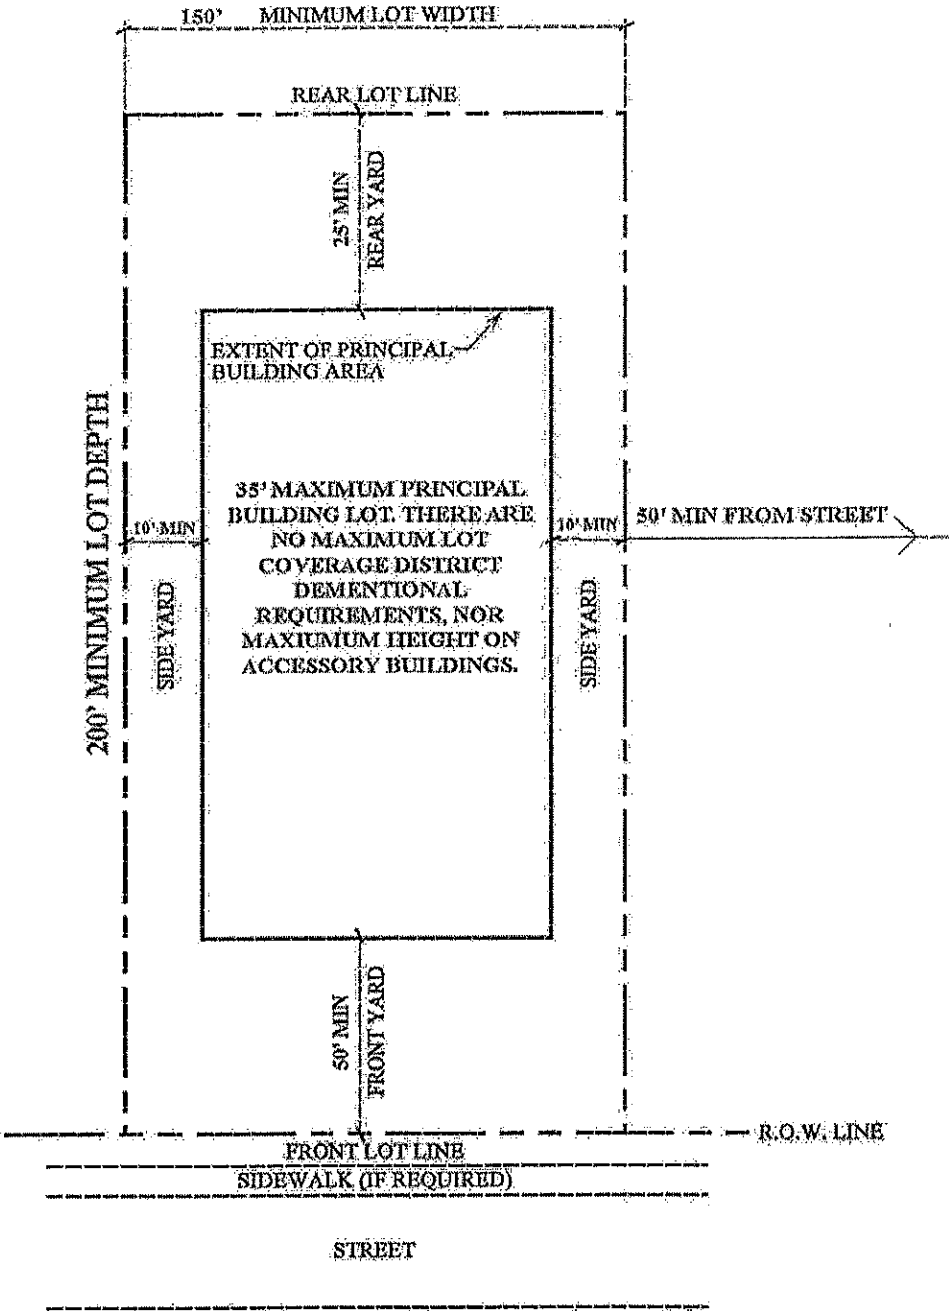 150' MINIMUM LOT WIDTH
REAR LOT LINE
25' MIN
REAR YARD
EXTENT OF PRINCIPAL
BUILDING AREA
200' MINIMUM LOT DEPTH
35' MAXIMUM PRINCIPAL
BUILDING LOT. THERE ARE
NO MAXIMUM LOT
COVERAGE DISTRICT
DEMENTIONAL
REQUIREMENTS, NOR
MAXIUMUM HEIGHT ON
ACCESSORY BUILDINGS.
10' MIN
SIDE YARD
10' MIN
SIDE YARD
50' MIN FROM STREET
50' MIN
FRONT YARD
R.O.W. LINE
FRONT LOT LINE
SIDEWALK (IF REQUIRED)
STREET